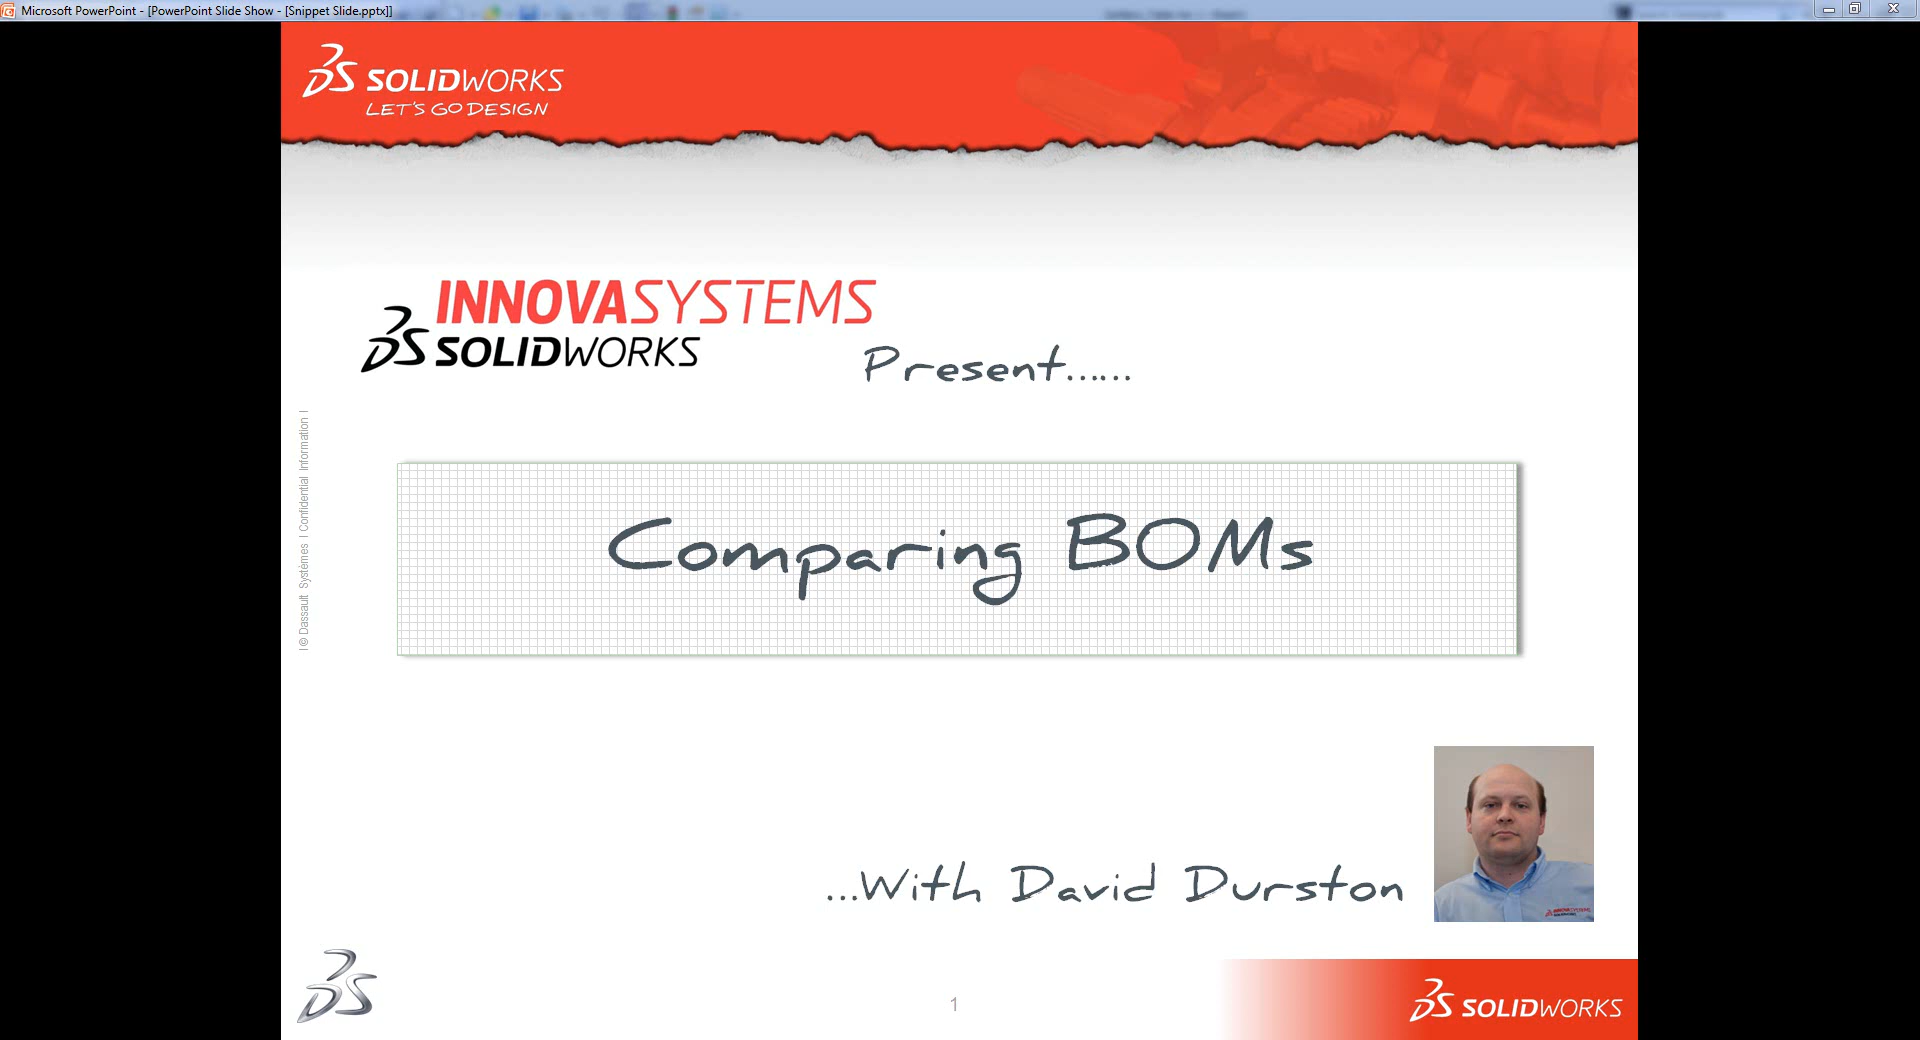 Microsoft PowerPoint - [PowerPoint Slide Show - [Snippet Slide.pptx]]
SOLIDWORKS
LET'S GO DESIGN
INNOVASYSTEMS
SOLIDWORKS
Present......
I © Dassault Systèmes I Confidential Information I
Comparing BOMs
...With David Durston
INNOVASYSTEMS
1
SOLIDWORKS